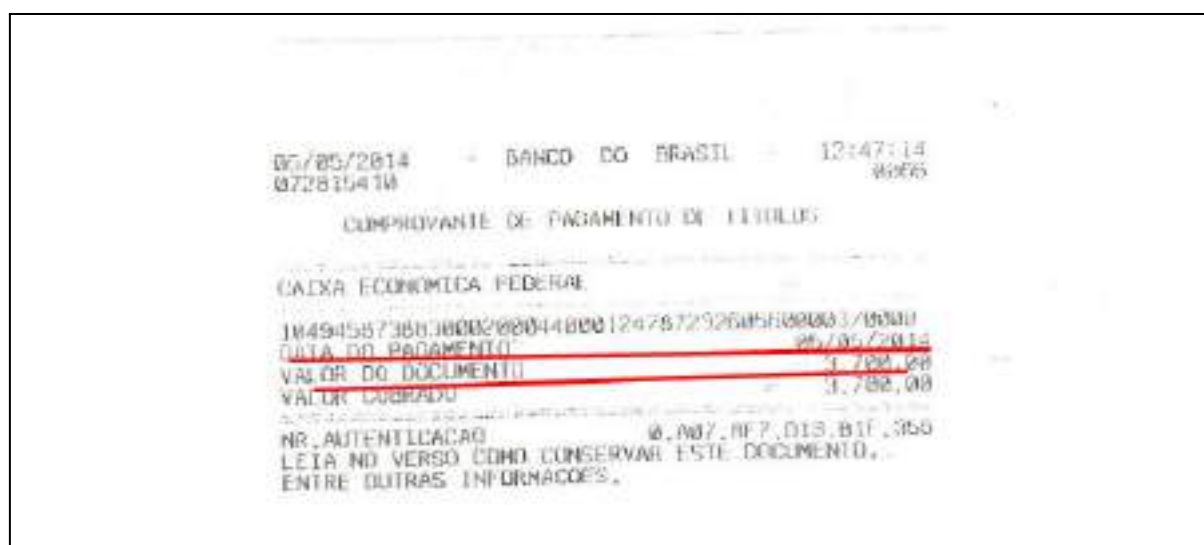 05/05/2014 - BANCO DO BRASIL - 12:47:14
072815410
COMPROVANTE DE PAGAMENTO DE TITULOS
CAIXA ECONOMICA FEDERAL
DATA DO PAGAMENTO 05/05/2014
VALOR DO DOCUMENTO 3.700,00
VALOR COBRADO 3.700,00
NR.AUTENTICACAO
LEIA NO VERSO COMO CONSERVAR ESTE DOCUMENTO,
ENTRE OUTRAS INFORMACOES.